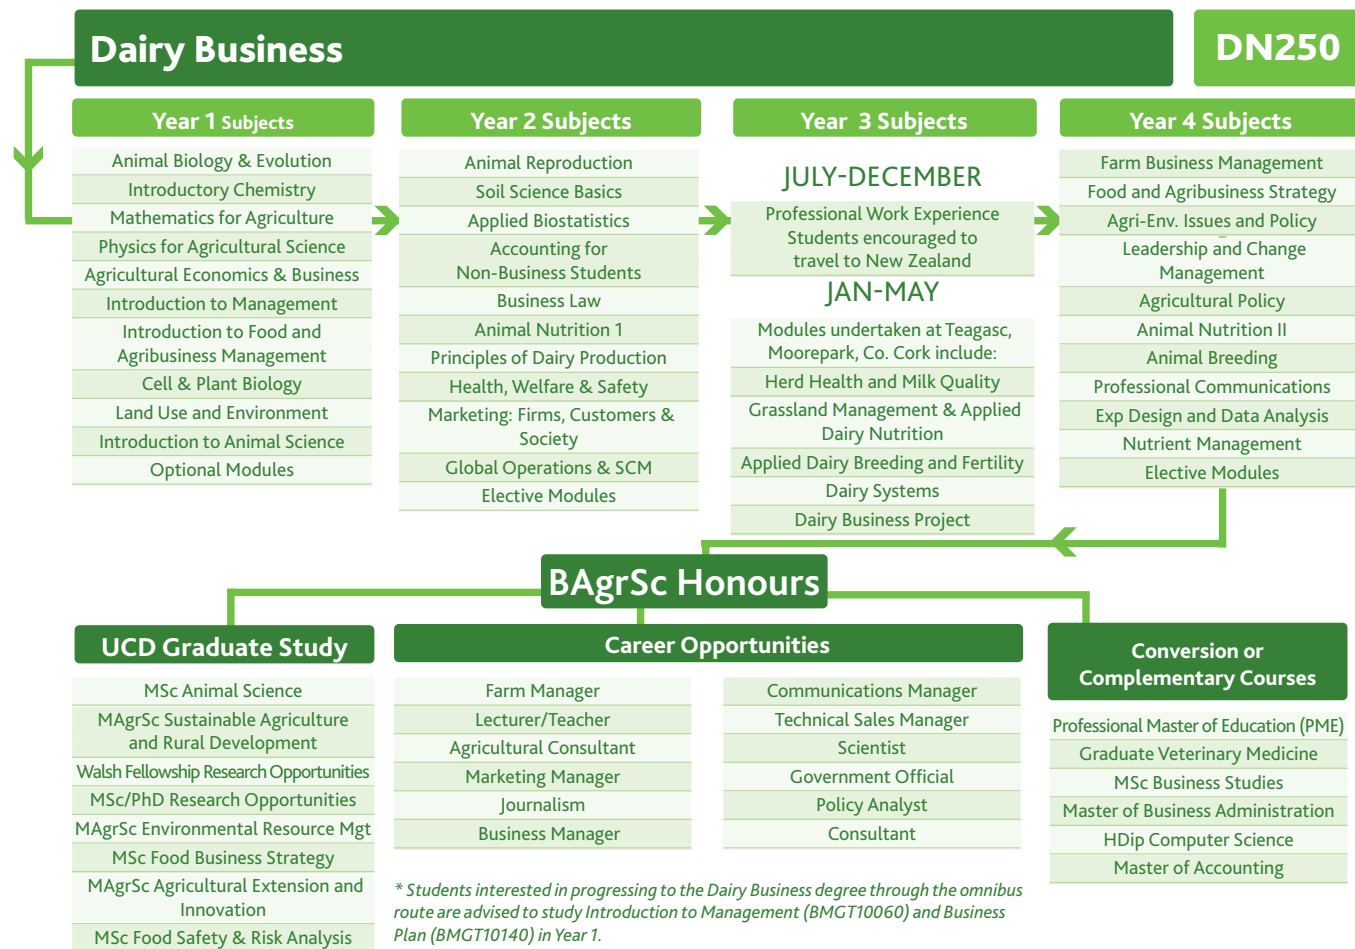 Dairy Business
DN250
Year 1 Subjects
Animal Biology & Evolution
Introductory Chemistry
Mathematics for Agriculture
Physics for Agricultural Science
Agricultural Economics & Business
Introduction to Management
Introduction to Food and
Agribusiness Management
Cell & Plant Biology
Land Use and Environment
Introduction to Animal Science
Optional Modules
Year 2 Subjects
Animal Reproduction
Soil Science Basics
Applied Biostatistics
Accounting for
Non-Business Students
Business Law
Animal Nutrition 1
Principles of Dairy Production
Health, Welfare & Safety
Marketing: Firms, Customers &
Society
Global Operations & SCM
Elective Modules
Year 3 Subjects
JULY-DECEMBER
Professional Work Experience
Students encouraged to
travel to New Zealand
JAN-MAY
Modules undertaken at Teagasc,
Moorepark, Co. Cork include:
Herd Health and Milk Quality
Grassland Management & Applied
Dairy Nutrition
Applied Dairy Breeding and Fertility
Dairy Systems
Dairy Business Project
Year 4 Subjects
Farm Business Management
Food and Agribusiness Strategy
Agri-Env. Issues and Policy
Leadership and Change
Management
Agricultural Policy
Animal Nutrition II
Animal Breeding
Professional Communications
Exp Design and Data Analysis
Nutrient Management
Elective Modules
BAgrSc Honours
UCD Graduate Study
MSc Animal Science
MAgrSc Sustainable Agriculture
and Rural Development
Walsh Fellowship Research Opportunities
MSc/PhD Research Opportunities
MAgrSc Environmental Resource Mgt
MSc Food Business Strategy
MAgrSc Agricultural Extension and
Innovation
MSc Food Safety & Risk Analysis
Career Opportunities
Farm Manager
Lecturer/Teacher
Agricultural Consultant
Marketing Manager
Journalism
Business Manager
Communications Manager
Technical Sales Manager
Scientist
Government Official
Policy Analyst
Consultant
* Students interested in progressing to the Dairy Business degree through the omnibus
route are advised to study Introduction to Management (BMGT10060) and Business
Plan (BMGT10140) in Year 1.
Conversion or
Complementary Courses
Professional Master of Education (PME)
Graduate Veterinary Medicine
MSc Business Studies
Master of Business Administration
HDip Computer Science
Master of Accounting